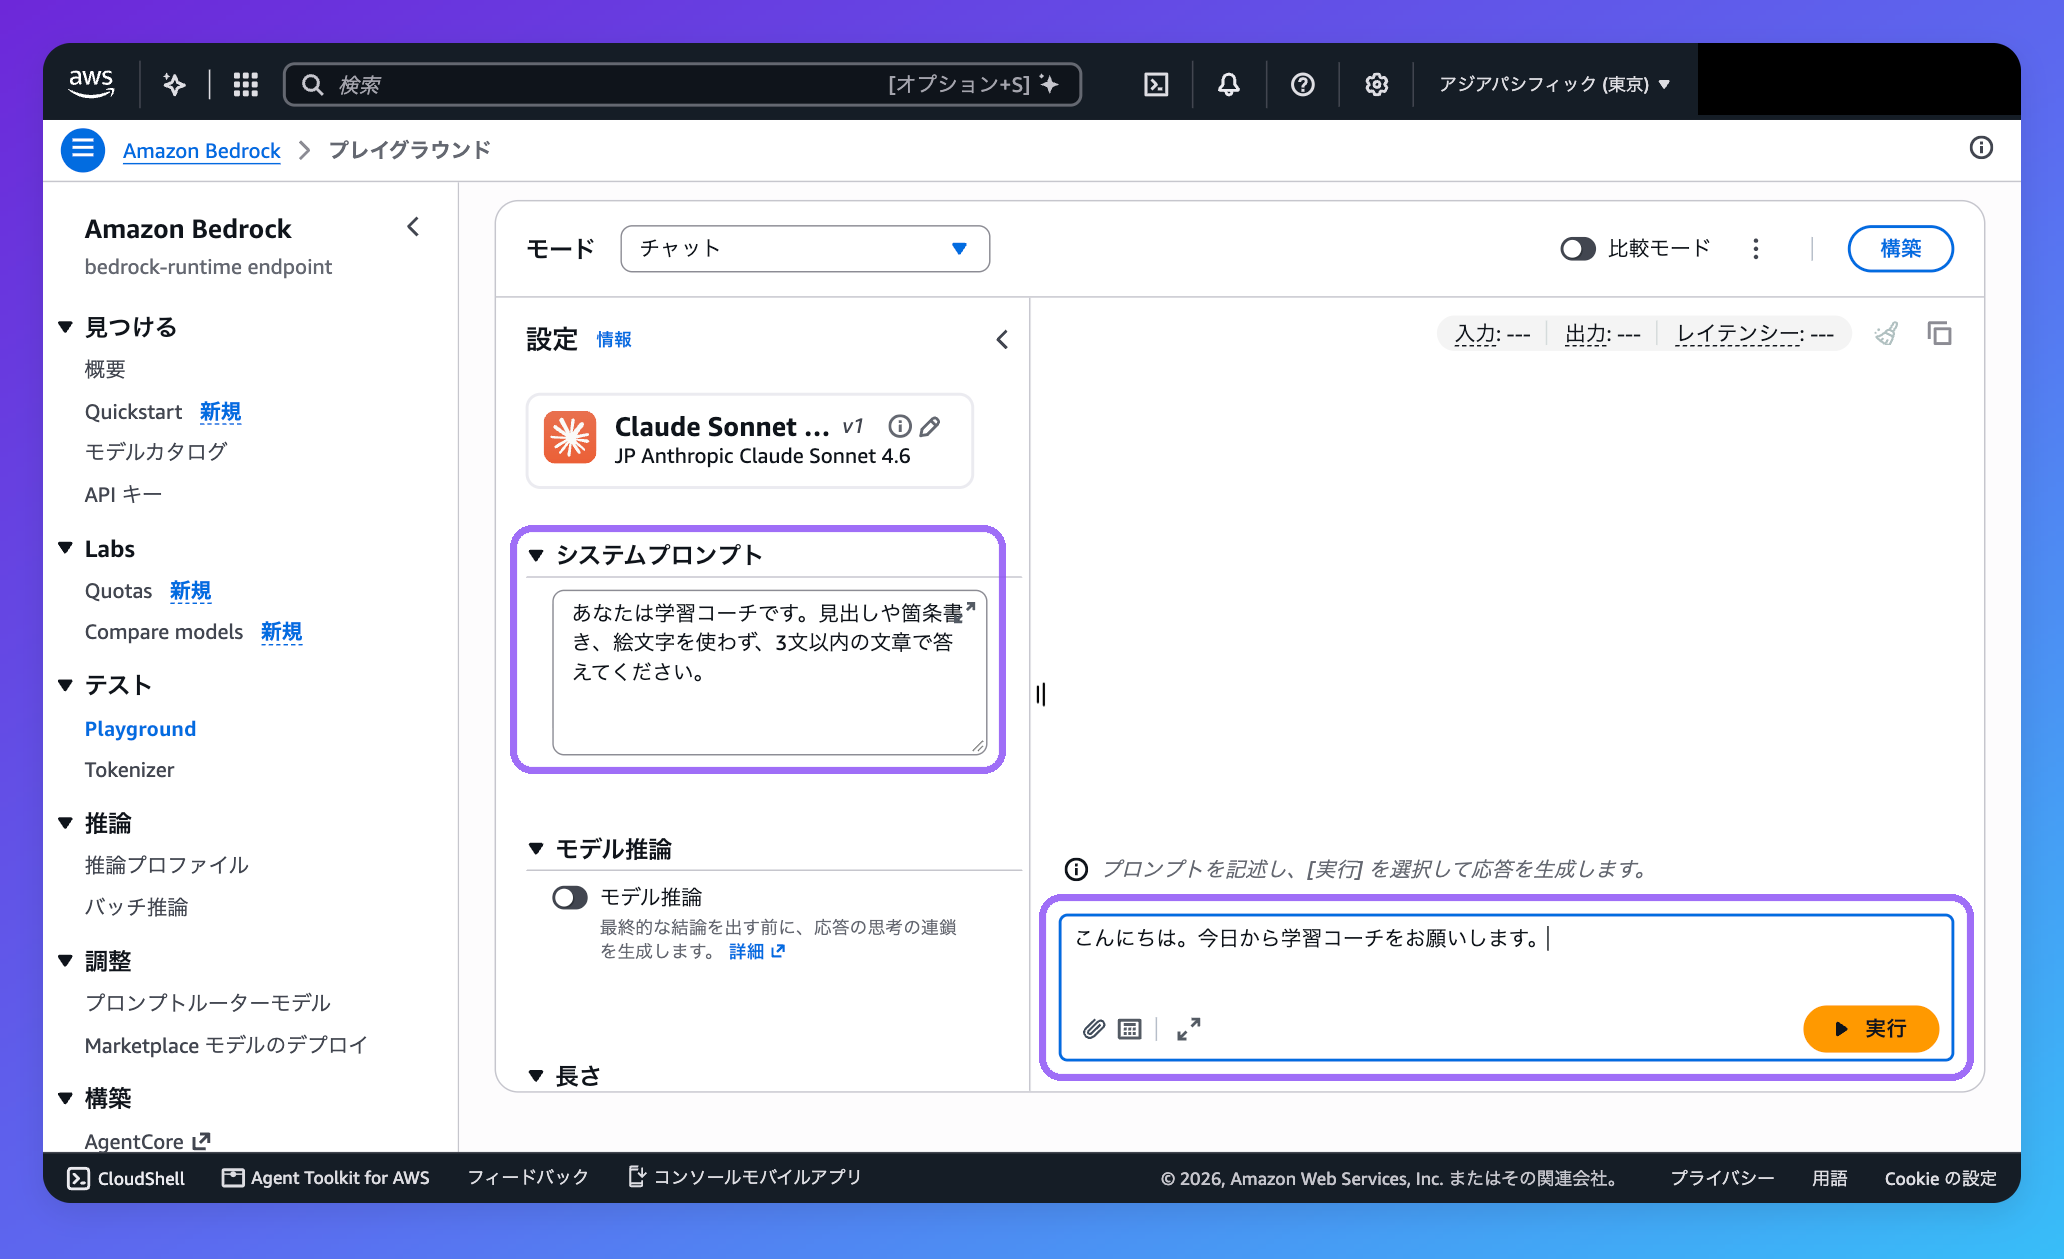 aws
検索
[オプション+S]
アジアパシフィック (東京)
Amazon Bedrock
プレイグラウンド
Amazon Bedrock
bedrock-runtime endpoint
見つける
概要
Quickstart 新規
モデルカタログ
API キー
Labs
Quotas 新規
Compare models 新規
テスト
Playground
Tokenizer
推論
推論プロファイル
バッチ推論
調整
プロンプトルーターモデル
Marketplace モデルのデプロイ
構築
AgentCore
モード
チャット
比較モード
構築
設定 情報
Claude Sonnet ... v1
JP Anthropic Claude Sonnet 4.6
システムプロンプト
あなたは学習コーチです。見出しや箇条書
き、絵文字を使わず、3文以内の文章で答
えてください。
モデル推論
モデル推論
最終的な結論を出す前に、応答の思考の連鎖
を生成します。 詳細
長さ
入力: --- 出力: --- レイテンシー: ---
プロンプトを記述し、[実行] を選択して応答を生成します。
こんにちは。今日から学習コーチをお願いします。
実行
CloudShell
Agent Toolkit for AWS
フィードバック
コンソールモバイルアプリ
© 2026, Amazon Web Services, Inc. またはその関連会社。
プライバシー
用語
Cookie の設定